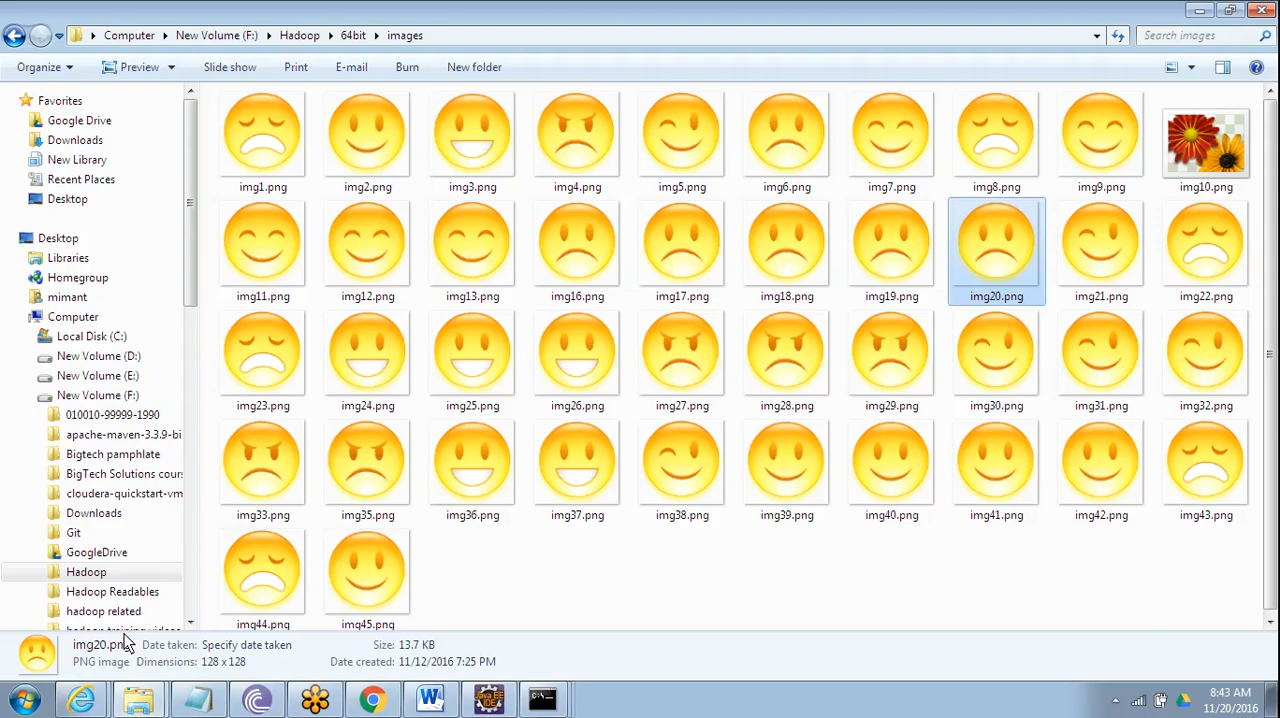 Computer New Volume (F:) Hadoop 64bit images Search images
Organize Preview Slide show Print E-mail Burn New folder
Favorites
Google Drive
Downloads
New Library
Recent Places
Desktop
Desktop
Libraries
Homegroup
mimant
Computer
Local Disk (C:)
New Volume (D:)
New Volume (E:)
New Volume (F:)
010010-99999-1990
apache-maven-3.3.9-bi
Bigtech pamphlate
BigTech Solutions cours
cloudera-quickstart-vm
Downloads
Git
GoogleDrive
Hadoop
Hadoop Readables
hadoop related
hadoop training videos
img1.png img2.png img3.png img4.png img5.png img6.png img7.png img8.png img9.png img10.png
img11.png img12.png img13.png img16.png img17.png img18.png img19.png img20.png img21.png img22.png
img23.png img24.png img25.png img26.png img27.png img28.png img29.png img30.png img31.png img32.png
img33.png img35.png img36.png img37.png img38.png img39.png img40.png img41.png img42.png img43.png
img44.png img45.png
img20.png Date taken: Specify date taken Size: 13.7 KB
PNG image Dimensions: 128 x 128 Date created: 11/12/2016 7:25 PM
Java EE
IDE
8:43 AM
11/20/2016